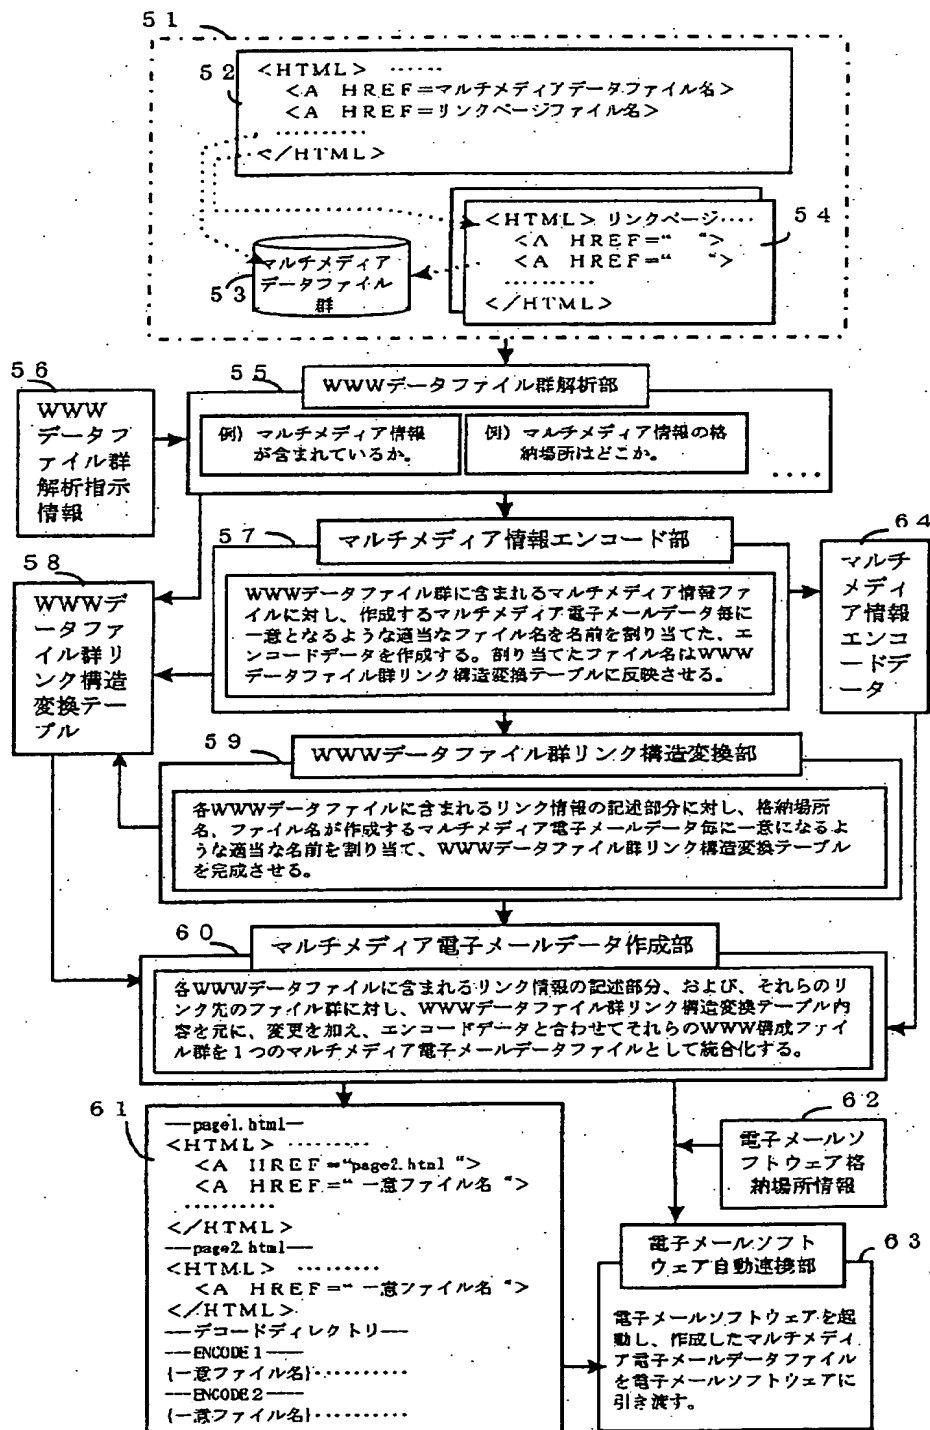 51
52
<HTML> ……
<A HREF=マルチメディアデータファイル名>
<A HREF=リンクページファイル名>
…………
</HTML>
<HTML> リンクページ‥‥
54
<A HREF=“ “>
<A HREF=“ “>
…………
</HTML>
53
マルチメディア
データファイル
群
55
WWWデータファイル群解析部
56
WWW
データフ
ァイル群
解析指示
情報
例）マルチメディア情報
が含まれているか。
例）マルチメディア情報の格
納場所はどこか。
‥‥
57
マルチメディア情報エンコード部
64
マルチ
メディ
ア情報
エンコ
ードデ
ータ
58
WWWデ
ータファ
イル群リ
ンク構造
変換テー
ブル
WWWデータファイル群に含まれるマルチメディア情報ファ
イルに対し、作成するマルチメディア電子メールデータ毎に
一意となるような適当なファイル名を名前を割り当てた、エ
ンコードデータを作成する。割り当てたファイル名はWWW
データファイル群リンク構造変換テーブルに反映させる。
59
WWWデータファイル群リンク構造変換部
各WWWデータファイルに含まれるリンク情報の記述部分に対し、格納場所
名、ファイル名が作成するマルチメディア電子メールデータ毎に一意になるよ
うな適当な名前を割り当て、WWWデータファイル群リンク構造変換テーブル
を完成させる。
60
マルチメディア電子メールデータ作成部
各WWWデータファイルに含まれるリンク情報の記述部分、および、それらのリ
ンク先のファイル群に対し、WWWデータファイル群リンク構造変換テーブル内
容を元に、変更を加え、エンコードデータと合わせてそれらのWWW構成ファイ
ル群を1つのマルチメディア電子メールデータファイルとして統合化する。
61
―page1.html―
<HTML> ………
<A HREF=“page2.html “>
<A HREF=“ 一意ファイル名 “>
…………
</HTML>
―page2.html―
<HTML> ………
<A HREF=“ 一意ファイル名 “>
</HTML>
―デコードディレクトリ―
―ENCODE1――
{一意ファイル名}…………
―ENCODE2――
{一意ファイル名}…………
62
電子メールソ
フトウェア格
納場所情報
63
電子メールソフト
ウェア自動連携部
電子メールソフトウェアを起
動し、作成したマルチメディ
ア電子メールデータファイル
を電子メールソフトウェアに
引き渡す。